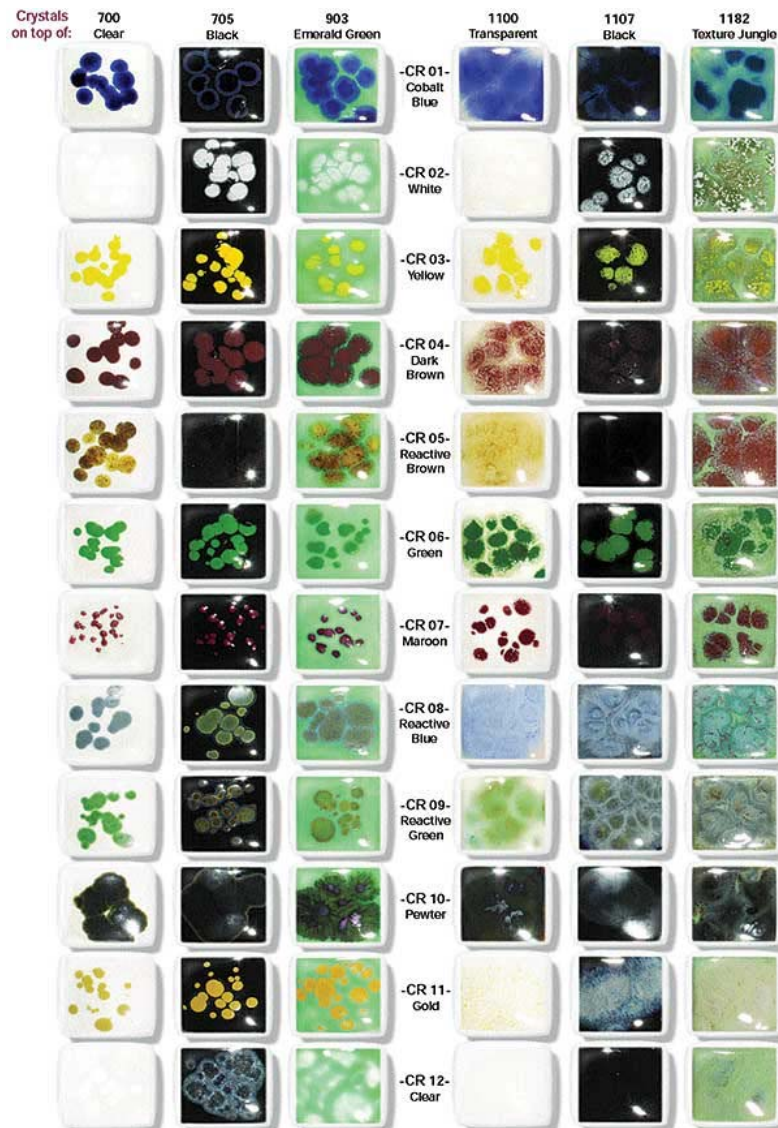 Crystals
on top of:
700
Clear
705
Black
903
Emerald Green
1100
Transparent
1107
Black
1182
Texture Jungle
-CR 01-
Cobalt
Blue
-CR 02-
White
-CR 03-
Yellow
-CR 04-
Dark
Brown
-CR 05-
Reactive
Brown
-CR 06-
Green
-CR 07-
Maroon
-CR 08-
Reactive
Blue
-CR 09-
Reactive
Green
-CR 10-
Pewter
-CR 11-
Gold
-CR 12-
Clear